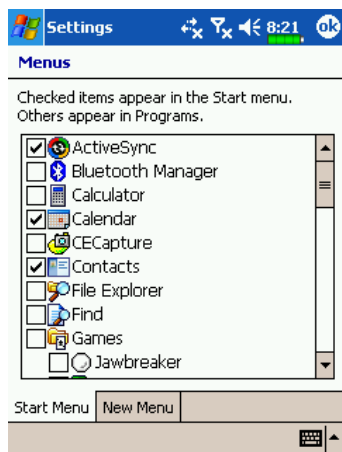 Settings 8:21 ok
Menus
Checked items appear in the Start menu.
Others appear in Programs.
ActiveSync
Bluetooth Manager
Calculator
Calendar
CECapture
Contacts
File Explorer
Find
Games
Jawbreaker
Start Menu New Menu